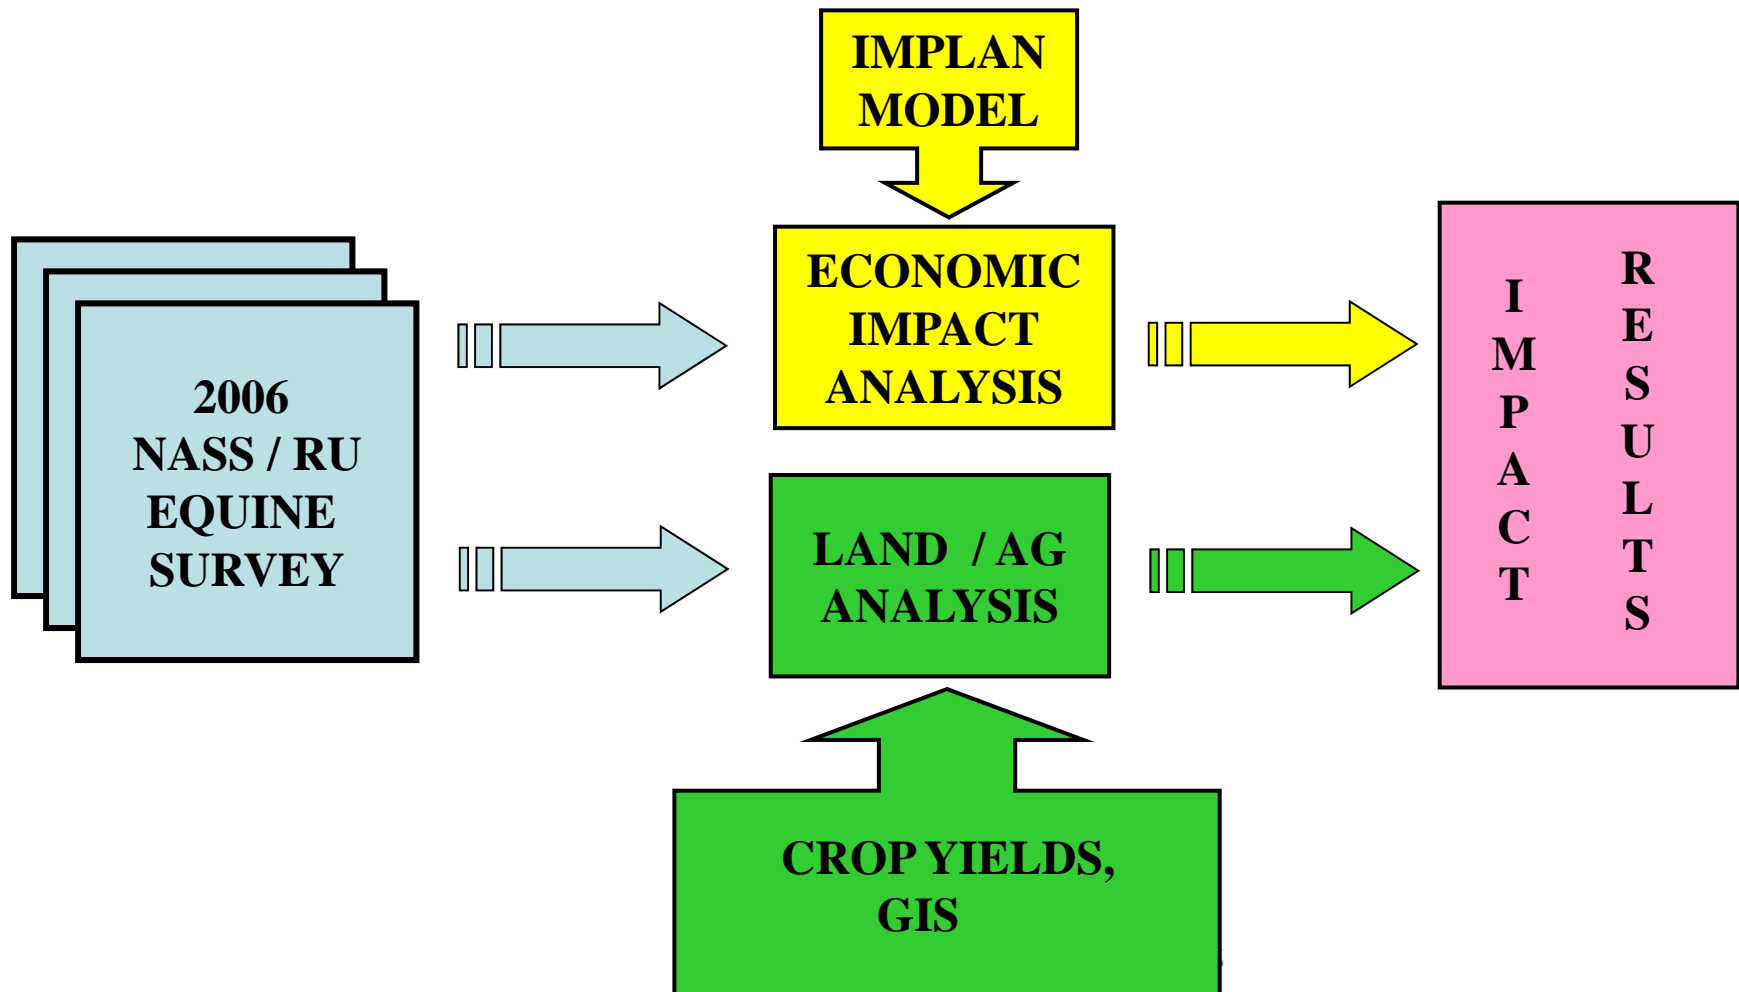 IMPLAN
MODEL
2006
NASS / RU
EQUINE
SURVEY
ECONOMIC
IMPACT
ANALYSIS
LAND / AG
ANALYSIS
CROP YIELDS,
GIS
IMPACT
RESULTS